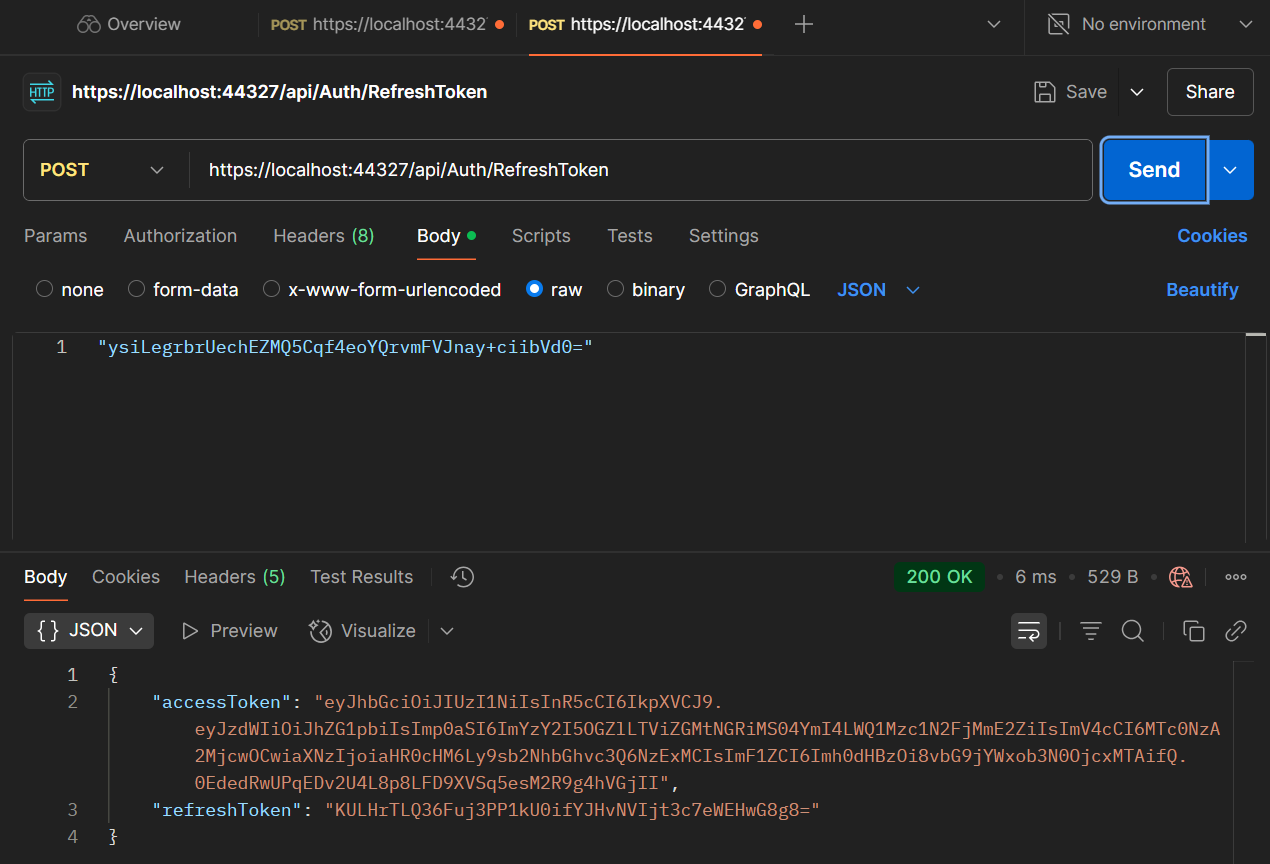 Overview POST https://localhost:4432 POST https://localhost:4432 No environment
HTTP https://localhost:44327/api/Auth/RefreshToken Save Share
POST https://localhost:44327/api/Auth/RefreshToken Send
Params Authorization Headers (8) Body Scripts Tests Settings Cookies
none form-data x-www-form-urlencoded raw binary GraphQL JSON Beautify
1 "ysiLegrbrUechEZMQ5Cqf4eoYQrvmFVJnay+ciibVd0="
Body Cookies Headers (5) Test Results 200 OK • 6 ms • 529 B
{} JSON Preview Visualize
1 {
2 "accessToken": "eyJhbGciOiJIUzI1NiIsInR5cCI6IkpXVCJ9.
eyJzdWIiOiJhZG1pbiIsImp0aSI6ImYzY2I5OGZlLTViZGMtNGRiMS04YmI4LWQ1Mzc1N2FjMmE2ZiIsImV4cCI6MTc0NzA
2MjcwOCwiaXNzIjoiaHR0cHM6Ly9sb2NhbGhvc3Q6NzExMCIsImF1ZCI6Imh0dHBzOi8vbG9jYWxob3N0OjcxMTAifQ.
0EdedRwUPqEDv2U4L8p8LFD9XVSq5esM2R9g4hVGjII",
3 "refreshToken": "KULHrTLQ36Fuj3PP1kU0ifYJHvNVIjt3c7eWEHwG8g8="
4 }